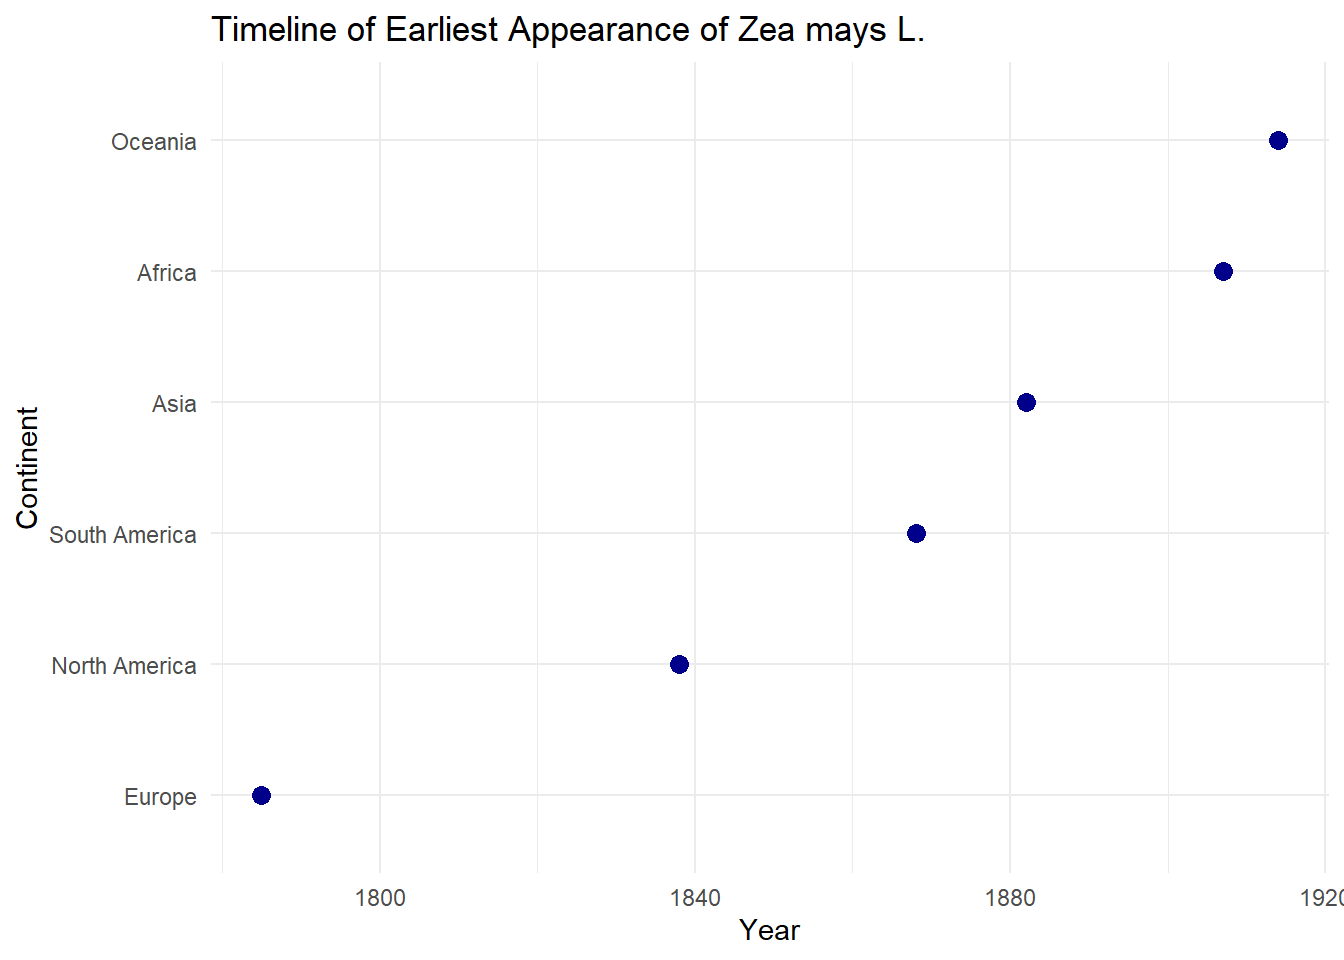 Timeline of Earliest Appearance of Zea mays L.
Oceania
Africa
Asia
South America
North America
Europe
Continent
1800 1840 1880 1920
Year